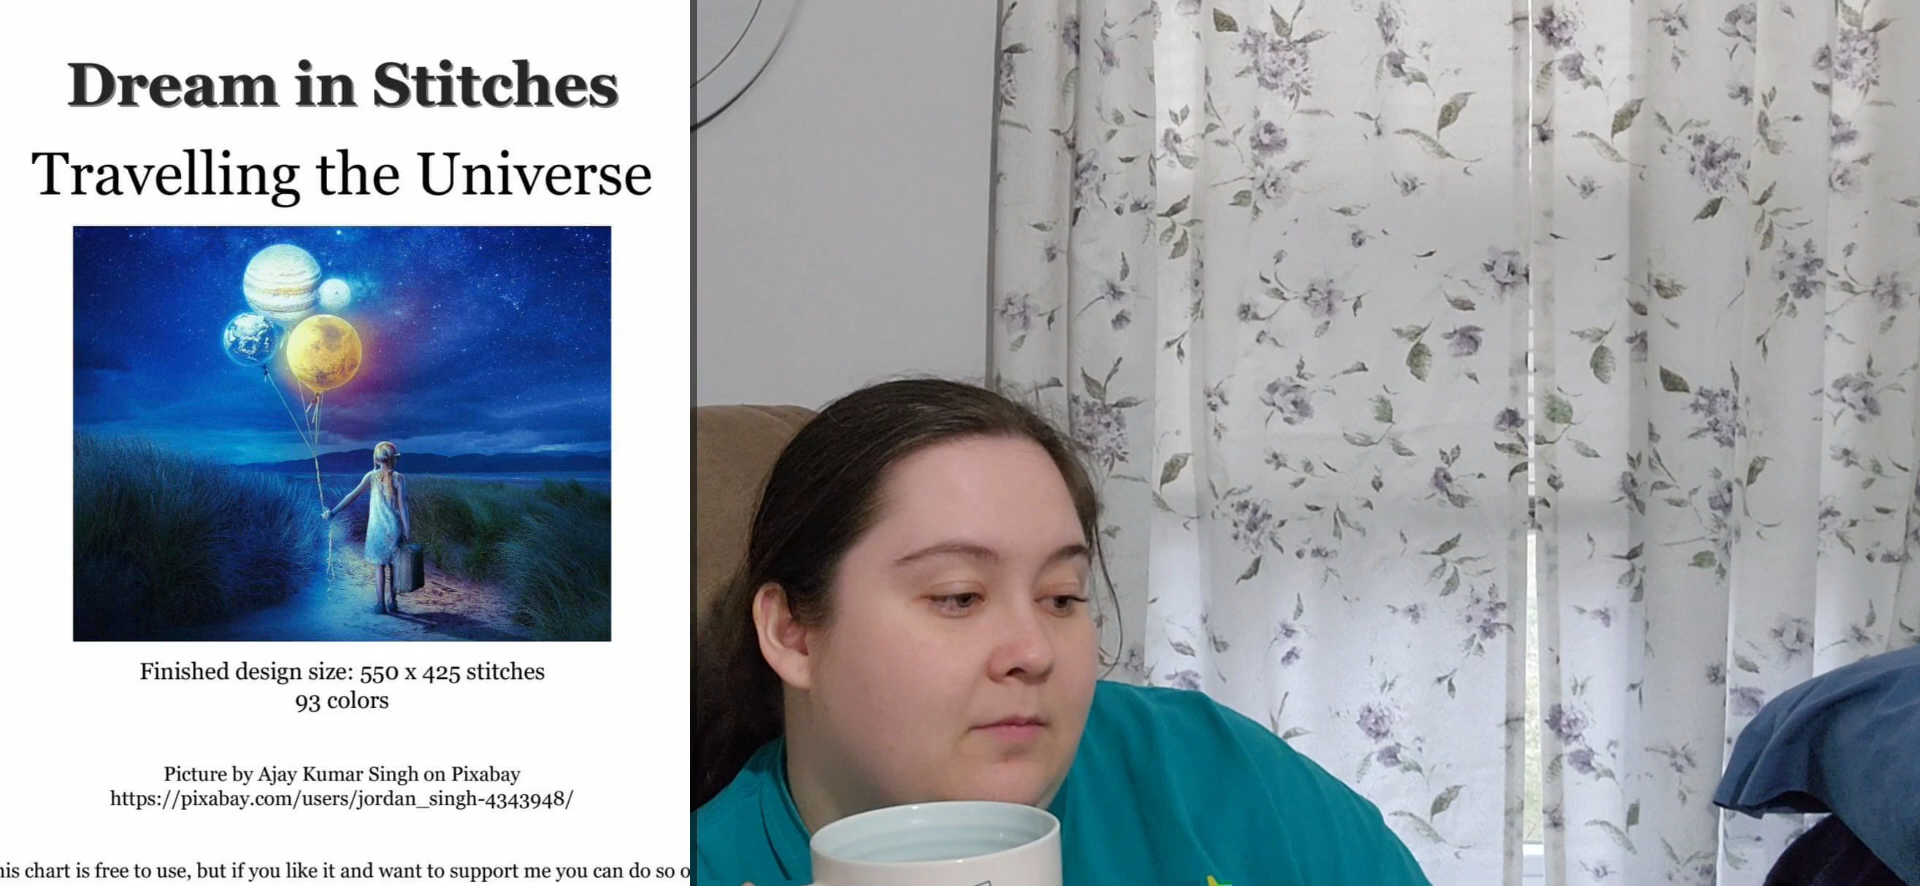 Dream in Stitches
Travelling the Universe
Finished design size: 550 x 425 stitches
93 colors
Picture by Ajay Kumar Singh on Pixabay
https://pixabay.com/users/jordan_singh-4343948/
is chart is free to use, but if you like it and want to support me you can do so